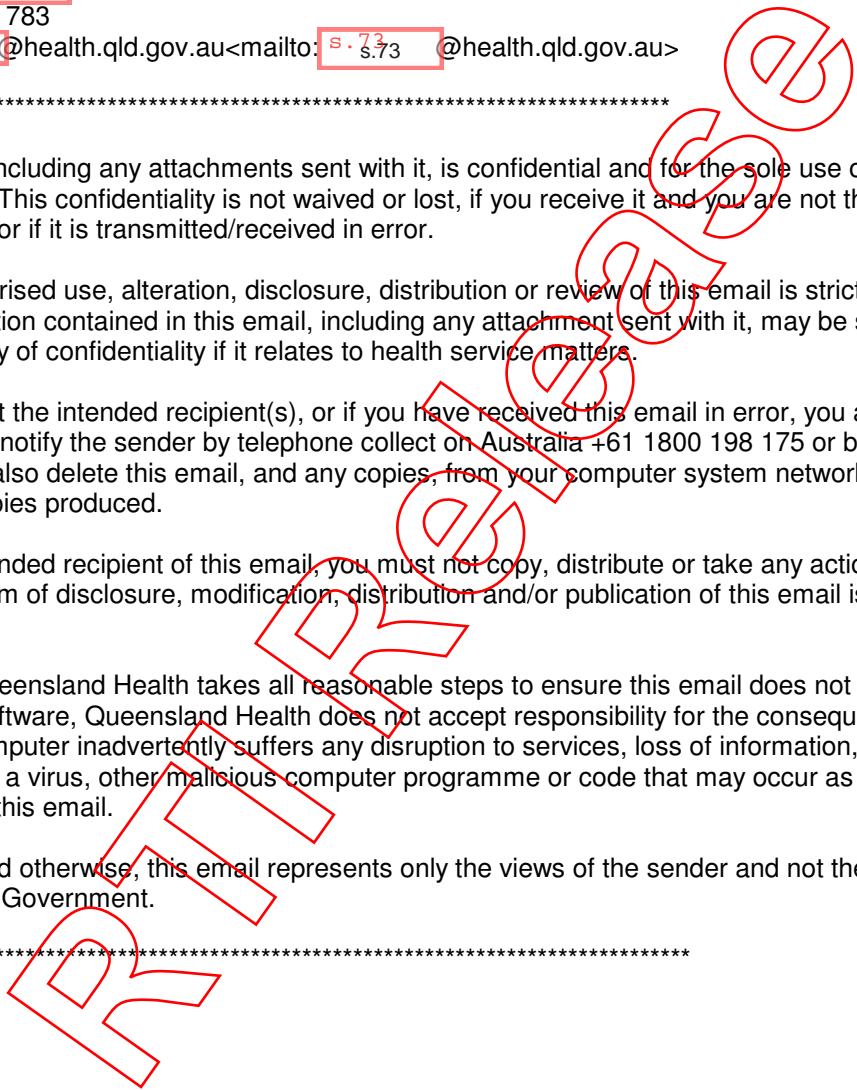 783
@health.qld.gov.au<mailto: s.73 s.73 @health.qld.gov.au>
********************************************************************
including any attachments sent with it, is confidential and for the sole use
This confidentiality is not waived or lost, if you receive it and you are not
or if it is transmitted/received in error.
rised use, alteration, disclosure, distribution or review of this email is
tion contained in this email, including any attachment sent with it, may be
y of confidentiality if it relates to health service matters.
t the intended recipient(s), or if you have received this email in error, you
notify the sender by telephone collect on Australia +61 1800 198 175 or
also delete this email, and any copies, from your computer system
pies produced.
nded recipient of this email, you must not copy, distribute or take any
m of disclosure, modification, distribution and/or publication of this email
eensland Health takes all reasonable steps to ensure this email does not
ftware, Queensland Health does not accept responsibility for the
mputer inadvertently suffers any disruption to services, loss of information,
a virus, other malicious computer programme or code that may occur as
this email.
d otherwise, this email represents only the views of the sender and not
Government.
**********************************************************************
RTI Release